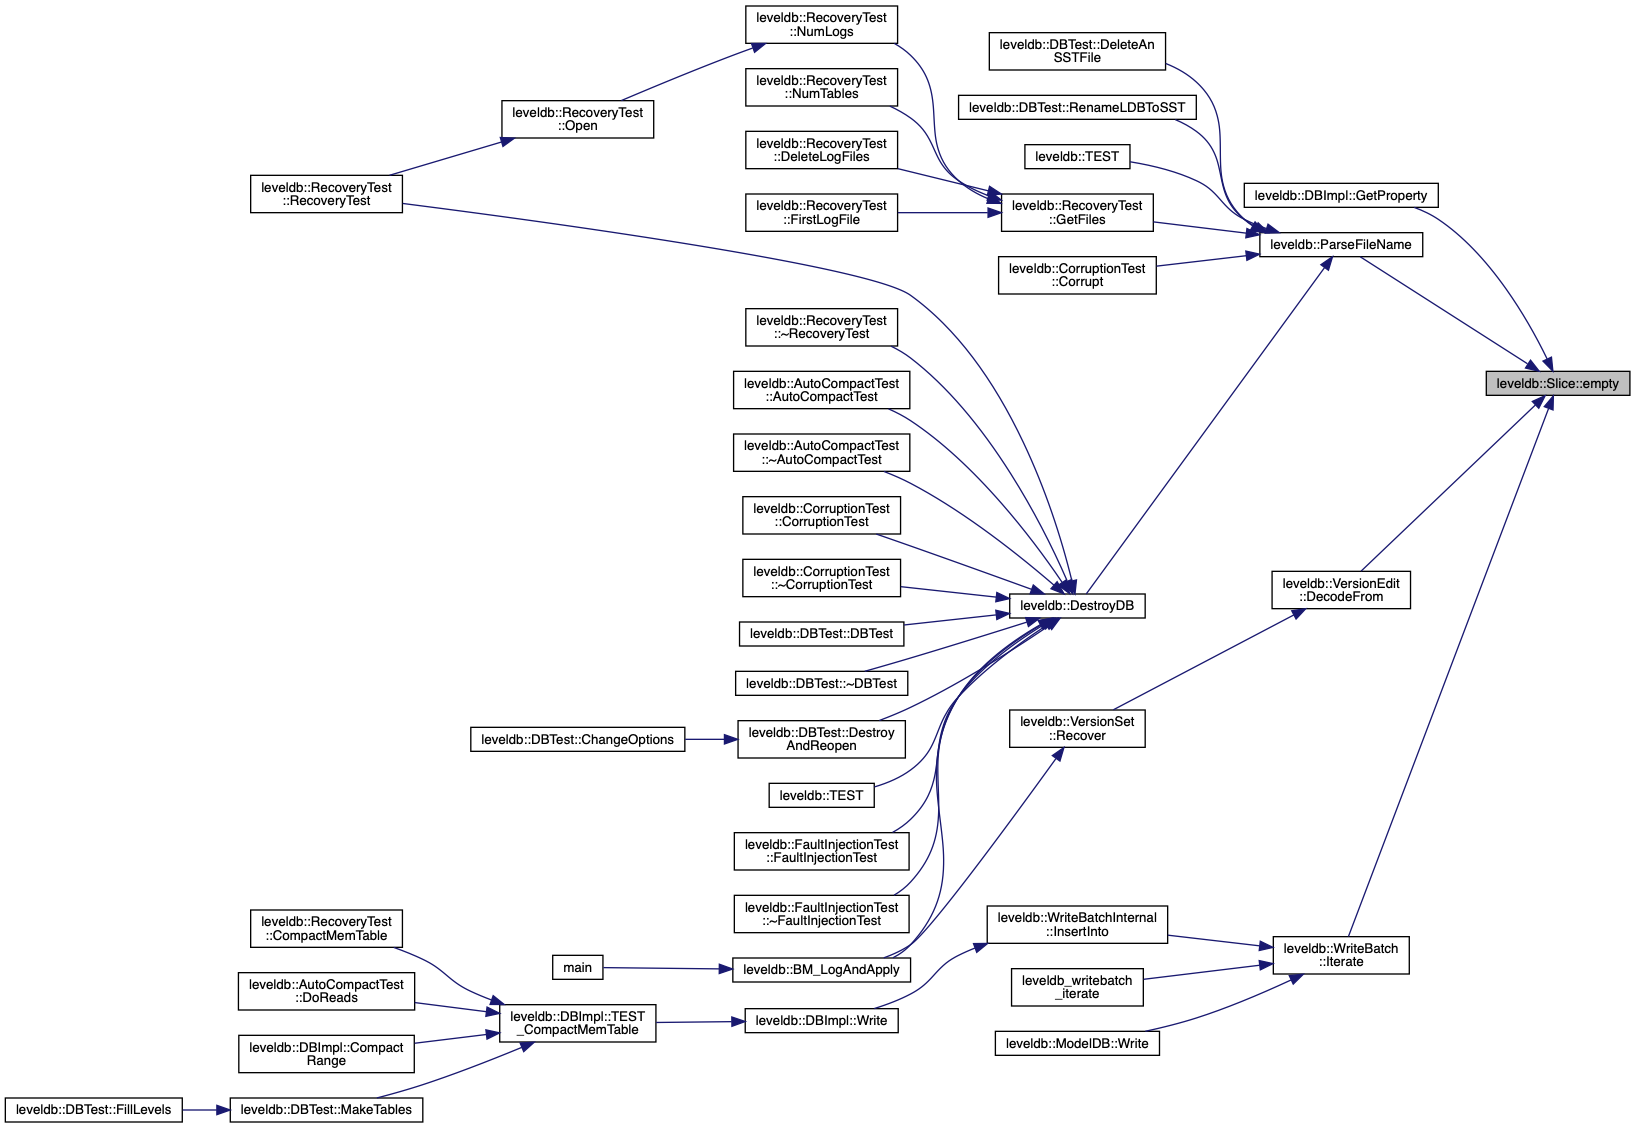 leveldb::RecoveryTest
::NumLogs
leveldb::DBTest::DeleteAn
SSTFile
leveldb::RecoveryTest
::NumTables
leveldb::DBTest::RenameLDBToSST
leveldb::RecoveryTest
::Open
leveldb::RecoveryTest
::DeleteLogFiles
leveldb::TEST
leveldb::RecoveryTest
::RecoveryTest
leveldb::DBImpl::GetProperty
leveldb::RecoveryTest
::FirstLogFile
leveldb::RecoveryTest
::GetFiles
leveldb::ParseFileName
leveldb::CorruptionTest
::Corrupt
leveldb::RecoveryTest
::~RecoveryTest
leveldb::AutoCompactTest
::AutoCompactTest
leveldb::Slice::empty
leveldb::AutoCompactTest
::~AutoCompactTest
leveldb::CorruptionTest
::CorruptionTest
leveldb::CorruptionTest
::~CorruptionTest
leveldb::VersionEdit
::DecodeFrom
leveldb::DestroyDB
leveldb::DBTest::DBTest
leveldb::DBTest::~DBTest
leveldb::VersionSet
::Recover
leveldb::DBTest::ChangeOptions
leveldb::DBTest::Destroy
AndReopen
leveldb::TEST
leveldb::FaultInjectionTest
::FaultInjectionTest
leveldb::FaultInjectionTest
::~FaultInjectionTest
leveldb::RecoveryTest
::CompactMemTable
leveldb::WriteBatchInternal
::InsertInto
leveldb::WriteBatch
::Iterate
main
leveldb::BM_LogAndApply
leveldb::AutoCompactTest
::DoReads
leveldb_writebatch
_iterate
leveldb::DBImpl::TEST
_CompactMemTable
leveldb::DBImpl::Write
leveldb::ModelDB::Write
leveldb::DBImpl::Compact
Range
leveldb::DBTest::FillLevels
leveldb::DBTest::MakeTables